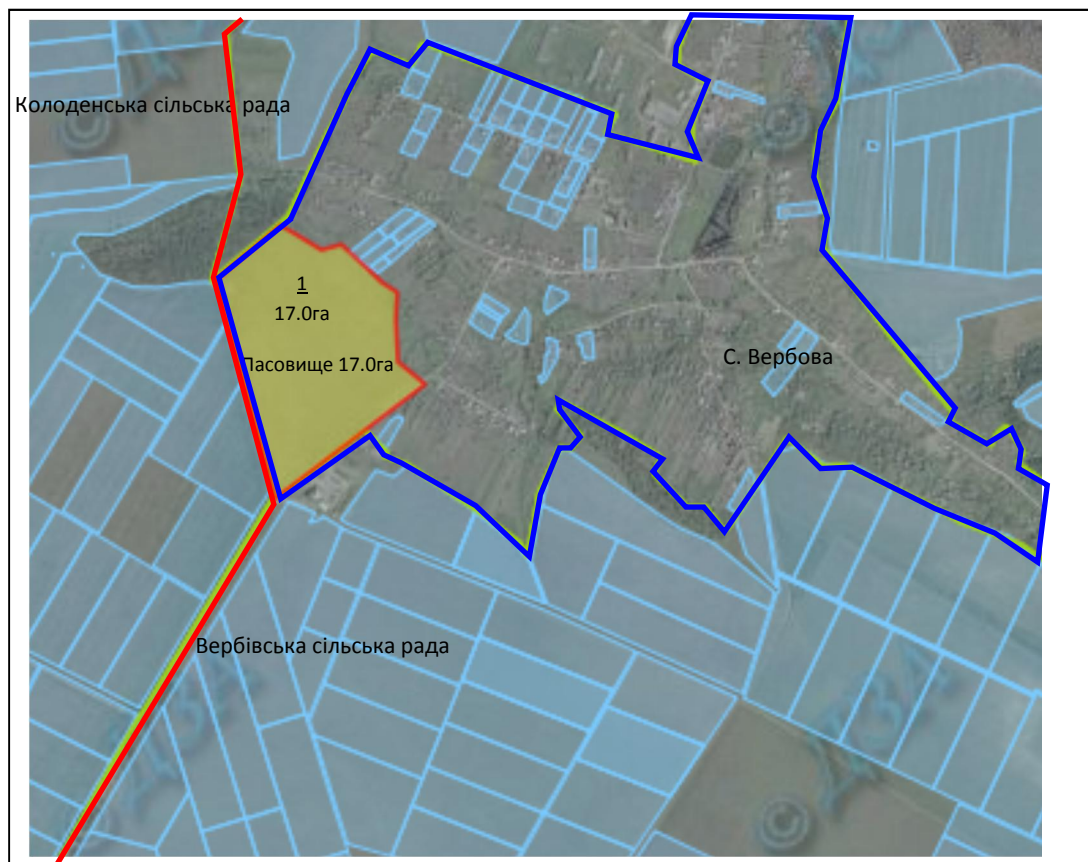 Колоденська сільська рада
1
17.0га
Пасовище 17.0га
С. Вербова
Вербівська сільська рада